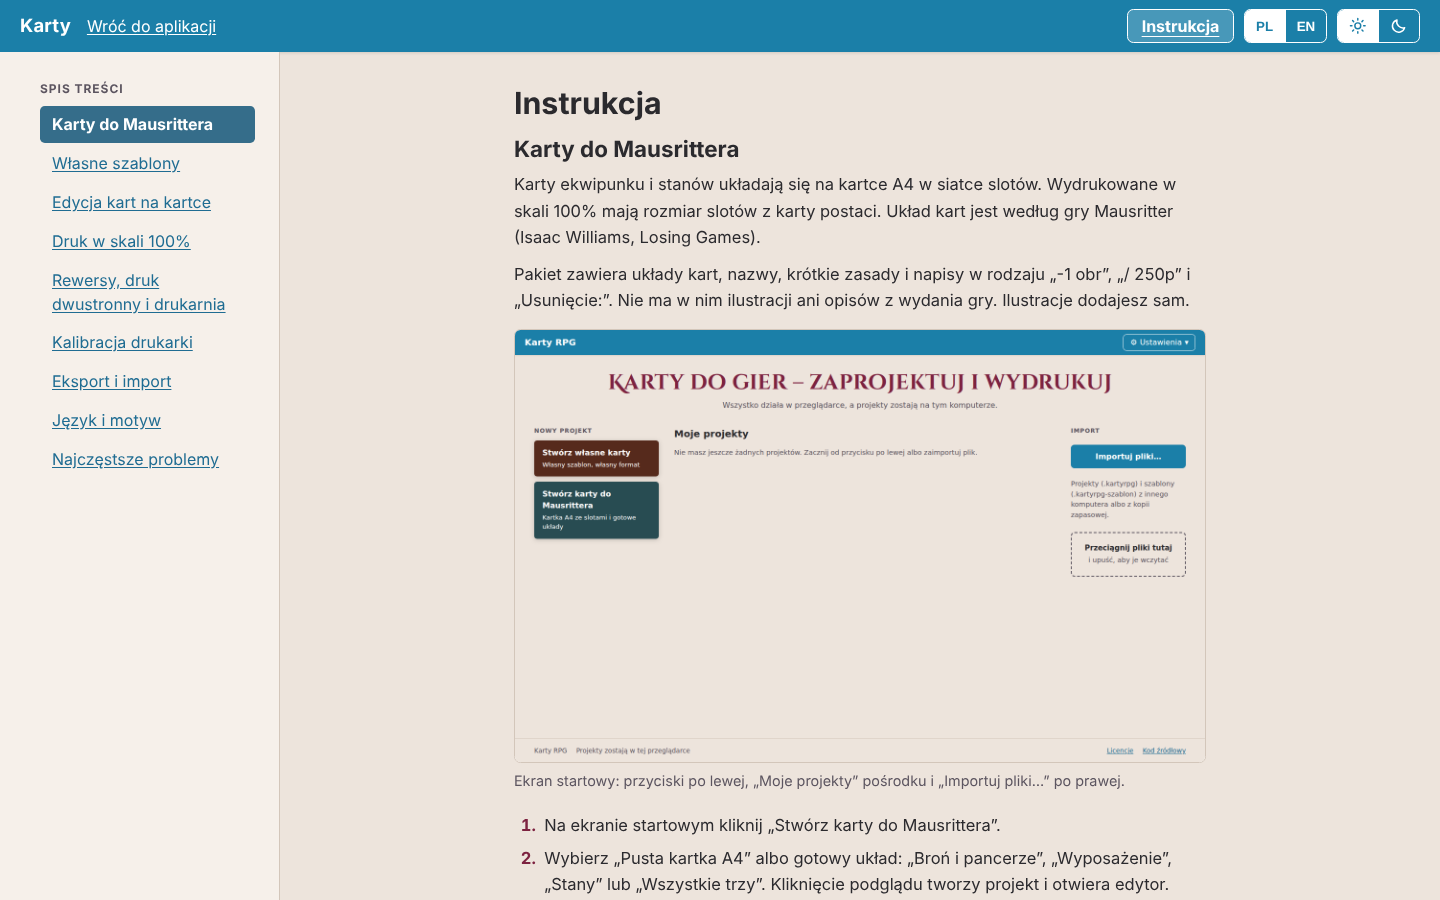 Karty
Wróć do aplikacji
Instrukcja
PL
EN
SPIS TREŚCI
Karty do Mausrittera
Własne szablony
Edycja kart na kartce
Druk w skali 100%
Rewersy, druk
dwustronny i drukarnia
Kalibracja drukarki
Eksport i import
Język i motyw
Najczęstsze problemy
Instrukcja
Karty do Mausrittera
Karty ekwipunku i stanów układają się na kartce A4 w siatce slotów. Wydrukowane w
skali 100% mają rozmiar slotów z karty postaci. Układ kart jest według gry Mausritter
(Isaac Williams, Losing Games).
Pakiet zawiera układy kart, nazwy, krótkie zasady i napisy w rodzaju „-1 obr”, „/ 250p” i
„Usunięcie:”. Nie ma w nim ilustracji ani opisów z wydania gry. Ilustracje dodajesz sam.
Karty RPG
⚙ Ustawienia ▾
Karty do gier – zaprojektuj i wydrukuj
Wszystko działa w przeglądarce, a projekty zostają na tym komputerze.
NOWY PROJEKT
Stwórz własne karty
Własny szablon, własny format
Stwórz karty do
Mausrittera
Kartka A4 ze slotami i gotowe
układy
Moje projekty
Nie masz jeszcze żadnych projektów. Zacznij od przycisku po lewej albo zaimportuj plik.
IMPORT
Importuj pliki…
Projekty (.kartyrpg) i szablony
(.kartyrpg-szablon) z innego
komputera albo z kopii
zapasowej.
Przeciągnij pliki tutaj
i upuść, aby je wczytać
Karty RPG
Projekty zostają w tej przeglądarce
Licencje
Kod źródłowy
Ekran startowy: przyciski po lewej, „Moje projekty” pośrodku i „Importuj pliki…” po prawej.
1. Na ekranie startowym kliknij „Stwórz karty do Mausrittera”.
2. Wybierz „Pusta kartka A4” albo gotowy układ: „Broń i pancerze”, „Wyposażenie”,
„Stany” lub „Wszystkie trzy”. Kliknięcie podglądu tworzy projekt i otwiera edytor.